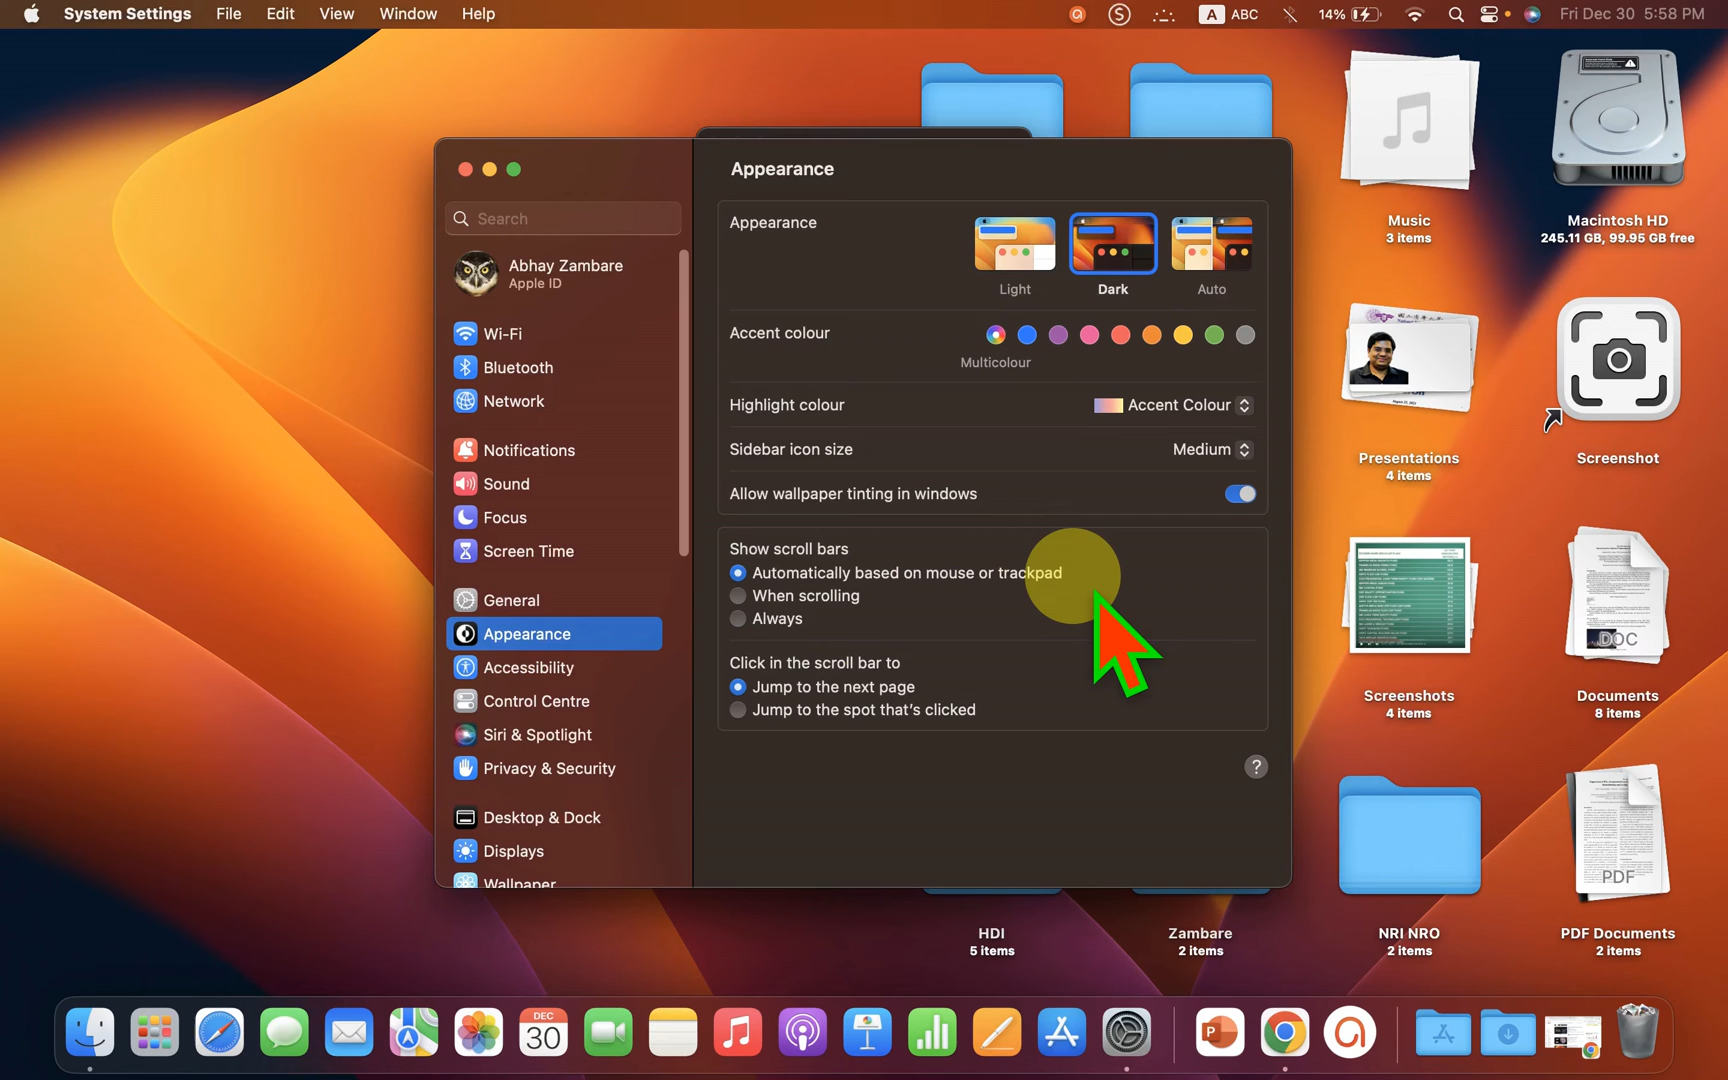 System Settings File Edit View Window Help
A ABC 14% Fri Dec 30 5:58 PM
Appearance
Search
Abhay Zambare
Apple ID
Wi-Fi
Bluetooth
Network
Notifications
Sound
Focus
Screen Time
General
Appearance
Accessibility
Control Centre
Siri & Spotlight
Privacy & Security
Desktop & Dock
Displays
Wallpaper
Appearance
Light Dark Auto
Accent colour
Multicolour
Highlight colour Accent Colour
Sidebar icon size Medium
Allow wallpaper tinting in windows
Show scroll bars
Automatically based on mouse or trackpad
When scrolling
Always
Click in the scroll bar to
Jump to the next page
Jump to the spot that's clicked
?
Music
3 items
Macintosh HD
245.11 GB, 99.95 GB free
Presentations
4 items
Screenshot
Screenshots
4 items
DOC
Documents
8 items
PDF
HDI
5 items
Zambare
2 items
NRI NRO
2 items
PDF Documents
2 items
DEC
30
P